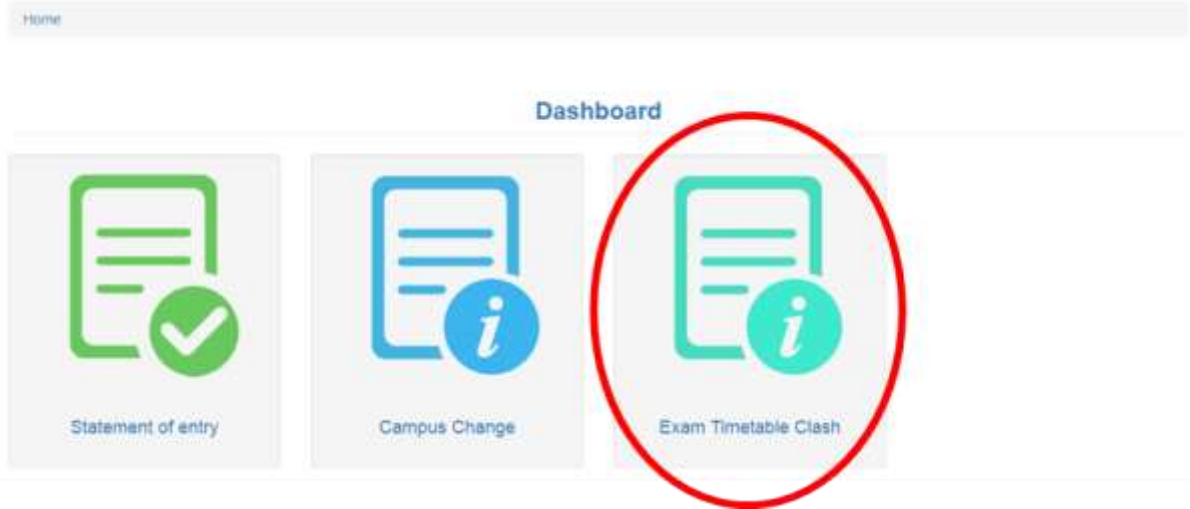 Home
Dashboard
Statement of entry
Campus Change
Exam Timetable Clash